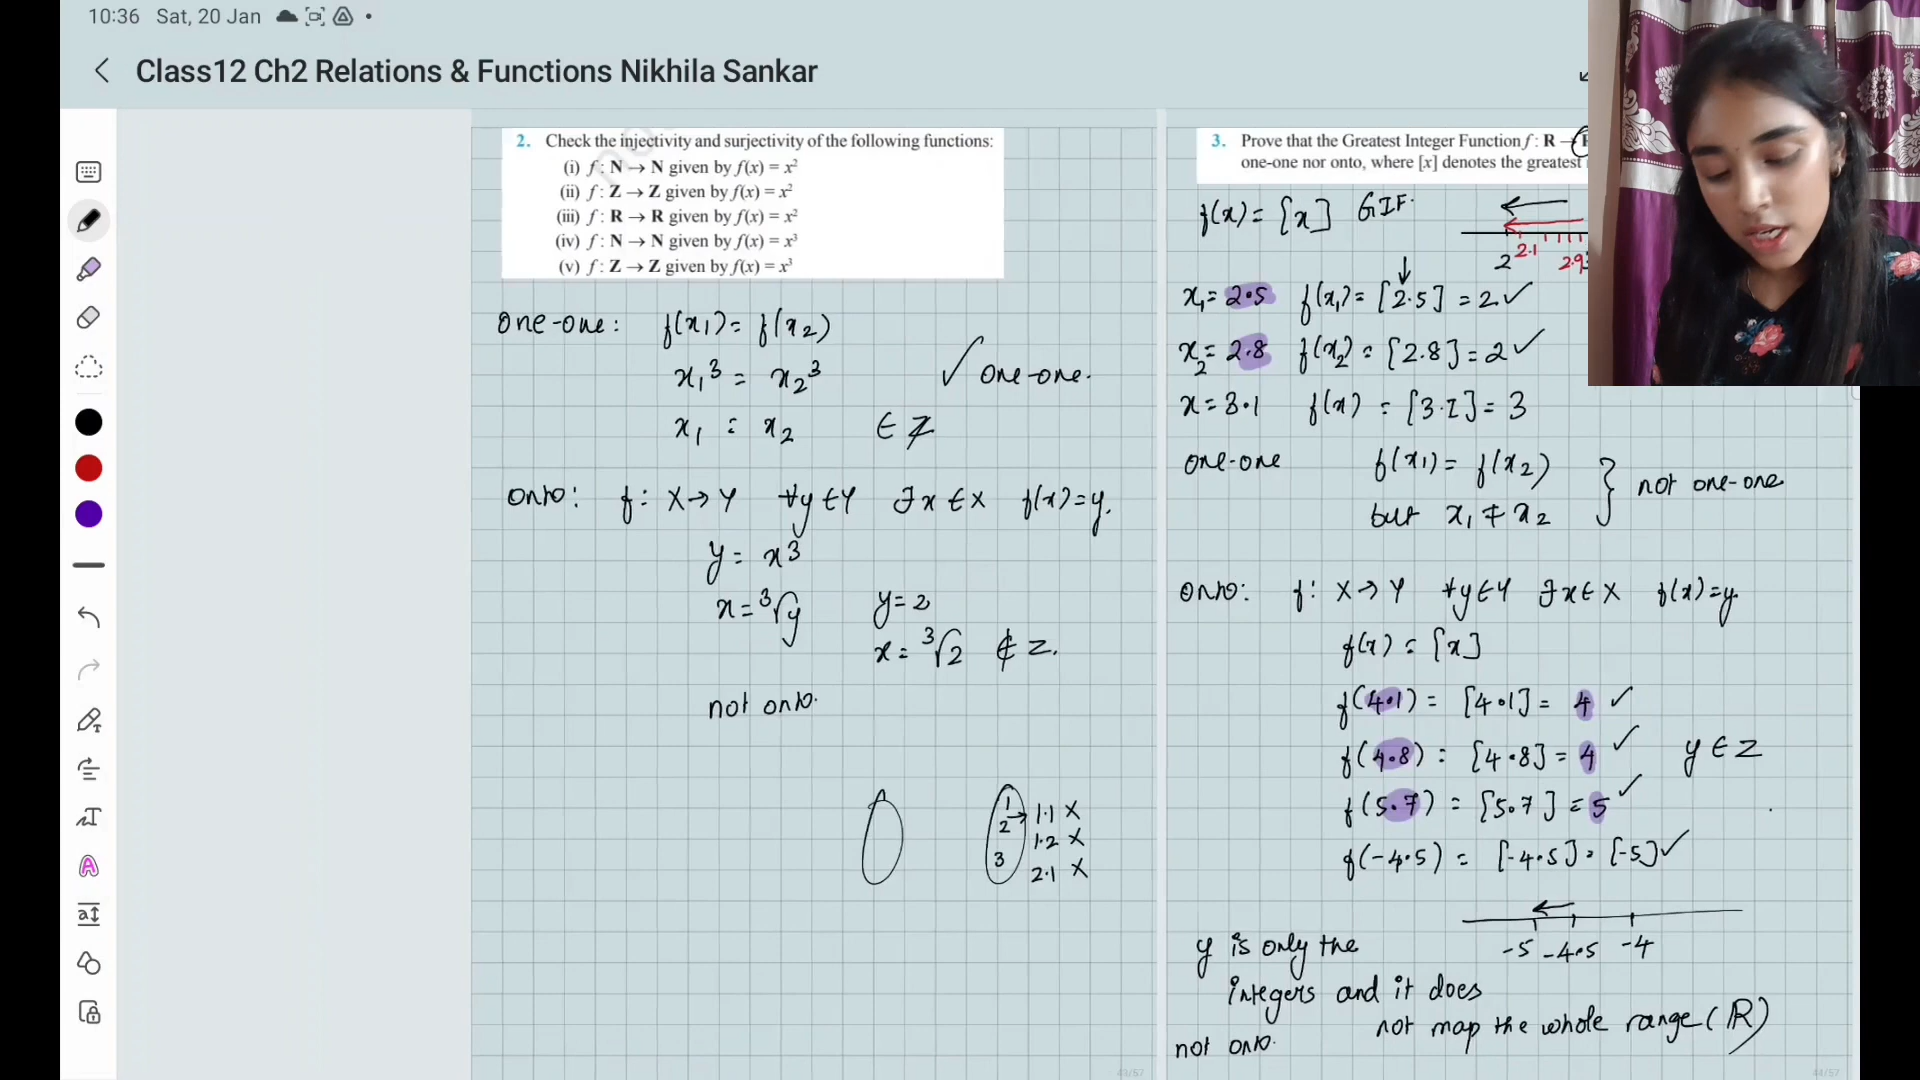 10:36 Sat, 20 Jan
Class12 Ch2 Relations & Functions Nikhila Sankar
2. Check the injectivity and surjectivity of the following functions:
(i) f : N → N given by f(x) = x²
(ii) f : Z → Z given by f(x) = x²
(iii) f : R → R given by f(x) = x²
(iv) f : N → N given by f(x) = x³
(v) f : Z → Z given by f(x) = x³
one-one: f(x₁) = f(x₂)
x₁³ = x₂³ ✓ one-one.
x₁ = x₂ ∈ Z
onto: f: X → Y ∀y∈Y ∃x∈X f(x)=y.
y = x³
x = ³√y y=2
x = ³√2 ∉ Z.
not onto.
1
2 → 1.1 X
1.2 X
3
2.1 X
3. Prove that the Greatest Integer Function f : R →
one-one nor onto, where [x] denotes the greatest
f(x) = [x] GIF.
2 2.1 2.9
x₁ = 2.5 f(x₁) = [2.5] = 2 ✓
x₂ = 2.8 f(x₂) = [2.8] = 2 ✓
x = 3.1 f(x) = [3.1] = 3
one-one f(x₁) = f(x₂)
but x₁ ≠ x₂ } not one-one
onto: f: X → Y ∀y∈Y ∃x∈X f(x)=y
f(x) = [x]
f(4.1) = [4.1] = 4 ✓
f(4.8) = [4.8] = 4 ✓ y ∈ Z
f(5.7) = [5.7] = 5 ✓
f(-4.5) = [-4.5] = [-5] ✓
-5 -4.5 -4
y is only the
integers and it does
not map the whole range (R)
not onto.
43/57
44/57